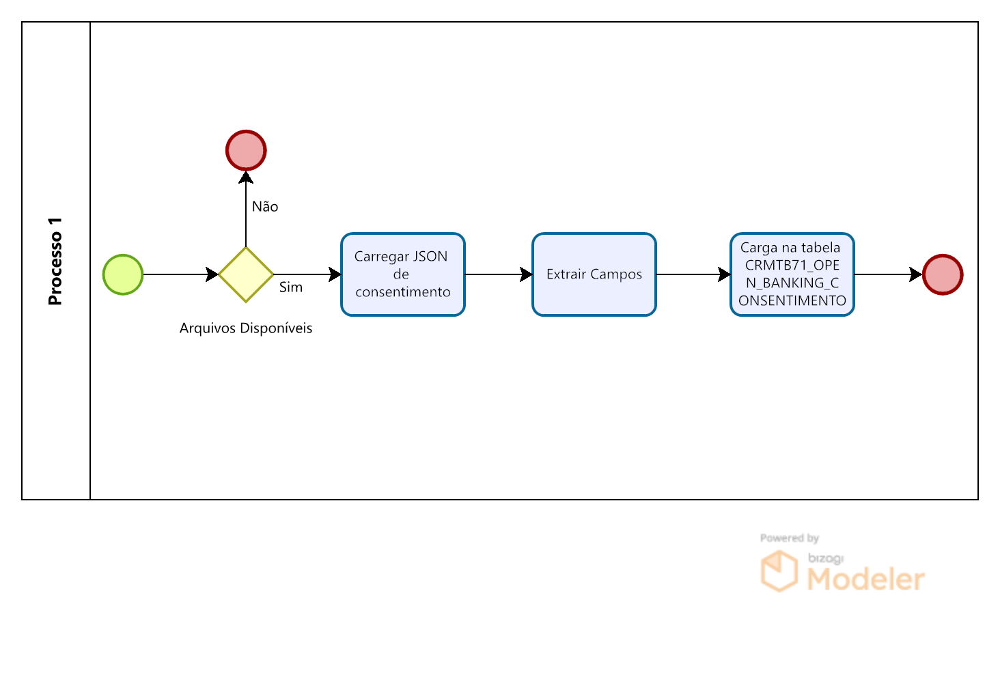 Processo 1
Não
Sim
Arquivos Disponíveis
Carregar JSON
de
consentimento
Extrair Campos
Carga na tabela
CRMTB71_OPE
N_BANKING_C
ONSENTIMENTO
Powered by
bizagi
Modeler